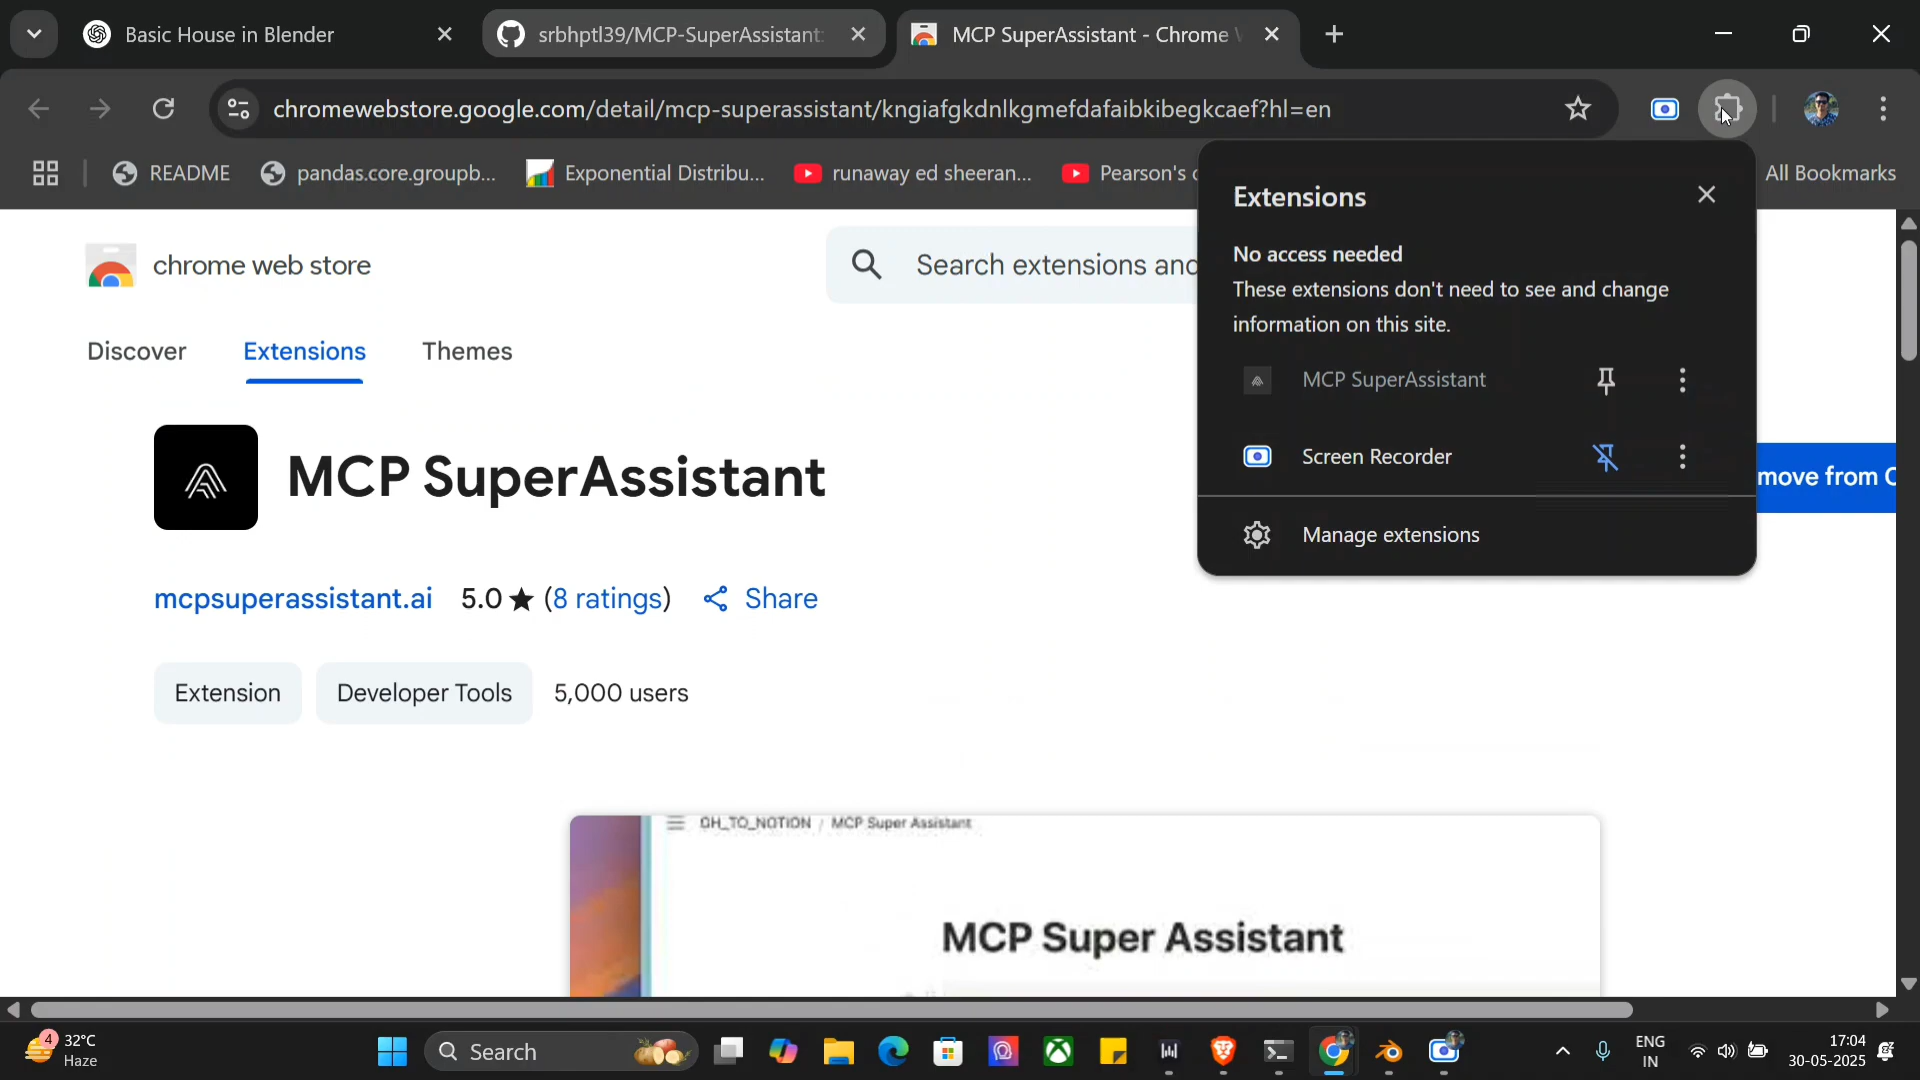 Basic House in Blender
srbhptl39/MCP-SuperAssistant:
MCP SuperAssistant - Chrome
chromewebstore.google.com/detail/mcp-superassistant/kngiafgkdnlkgmefdafaibkibegkcaef?hl=en
README
pandas.core.groupb...
Exponential Distribu...
runaway ed sheeran...
Pearson's
All Bookmarks
Extensions
No access needed
These extensions don't need to see and change
information on this site.
MCP SuperAssistant
Screen Recorder
Manage extensions
chrome web store
Search extensions and
Discover
Extensions
Themes
MCP SuperAssistant
move from C
mcpsuperassistant.ai
5.0 ★ (8 ratings)
Share
Extension
Developer Tools
5,000 users
GH_TO_NOTION / MCP Super Assistant
MCP Super Assistant
4
32°C
Haze
Search
ENG
IN
17:04
30-05-2025